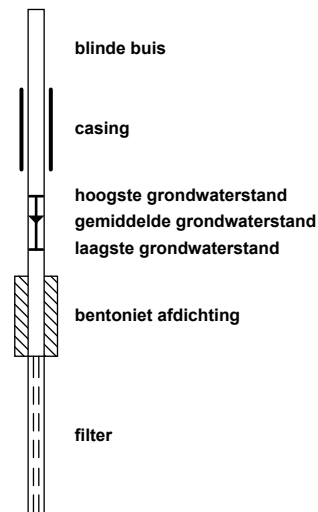 blinde buis
casing
hoogste grondwaterstand
gemiddelde grondwaterstand
laagste grondwaterstand
bentoniet afdichting
filter